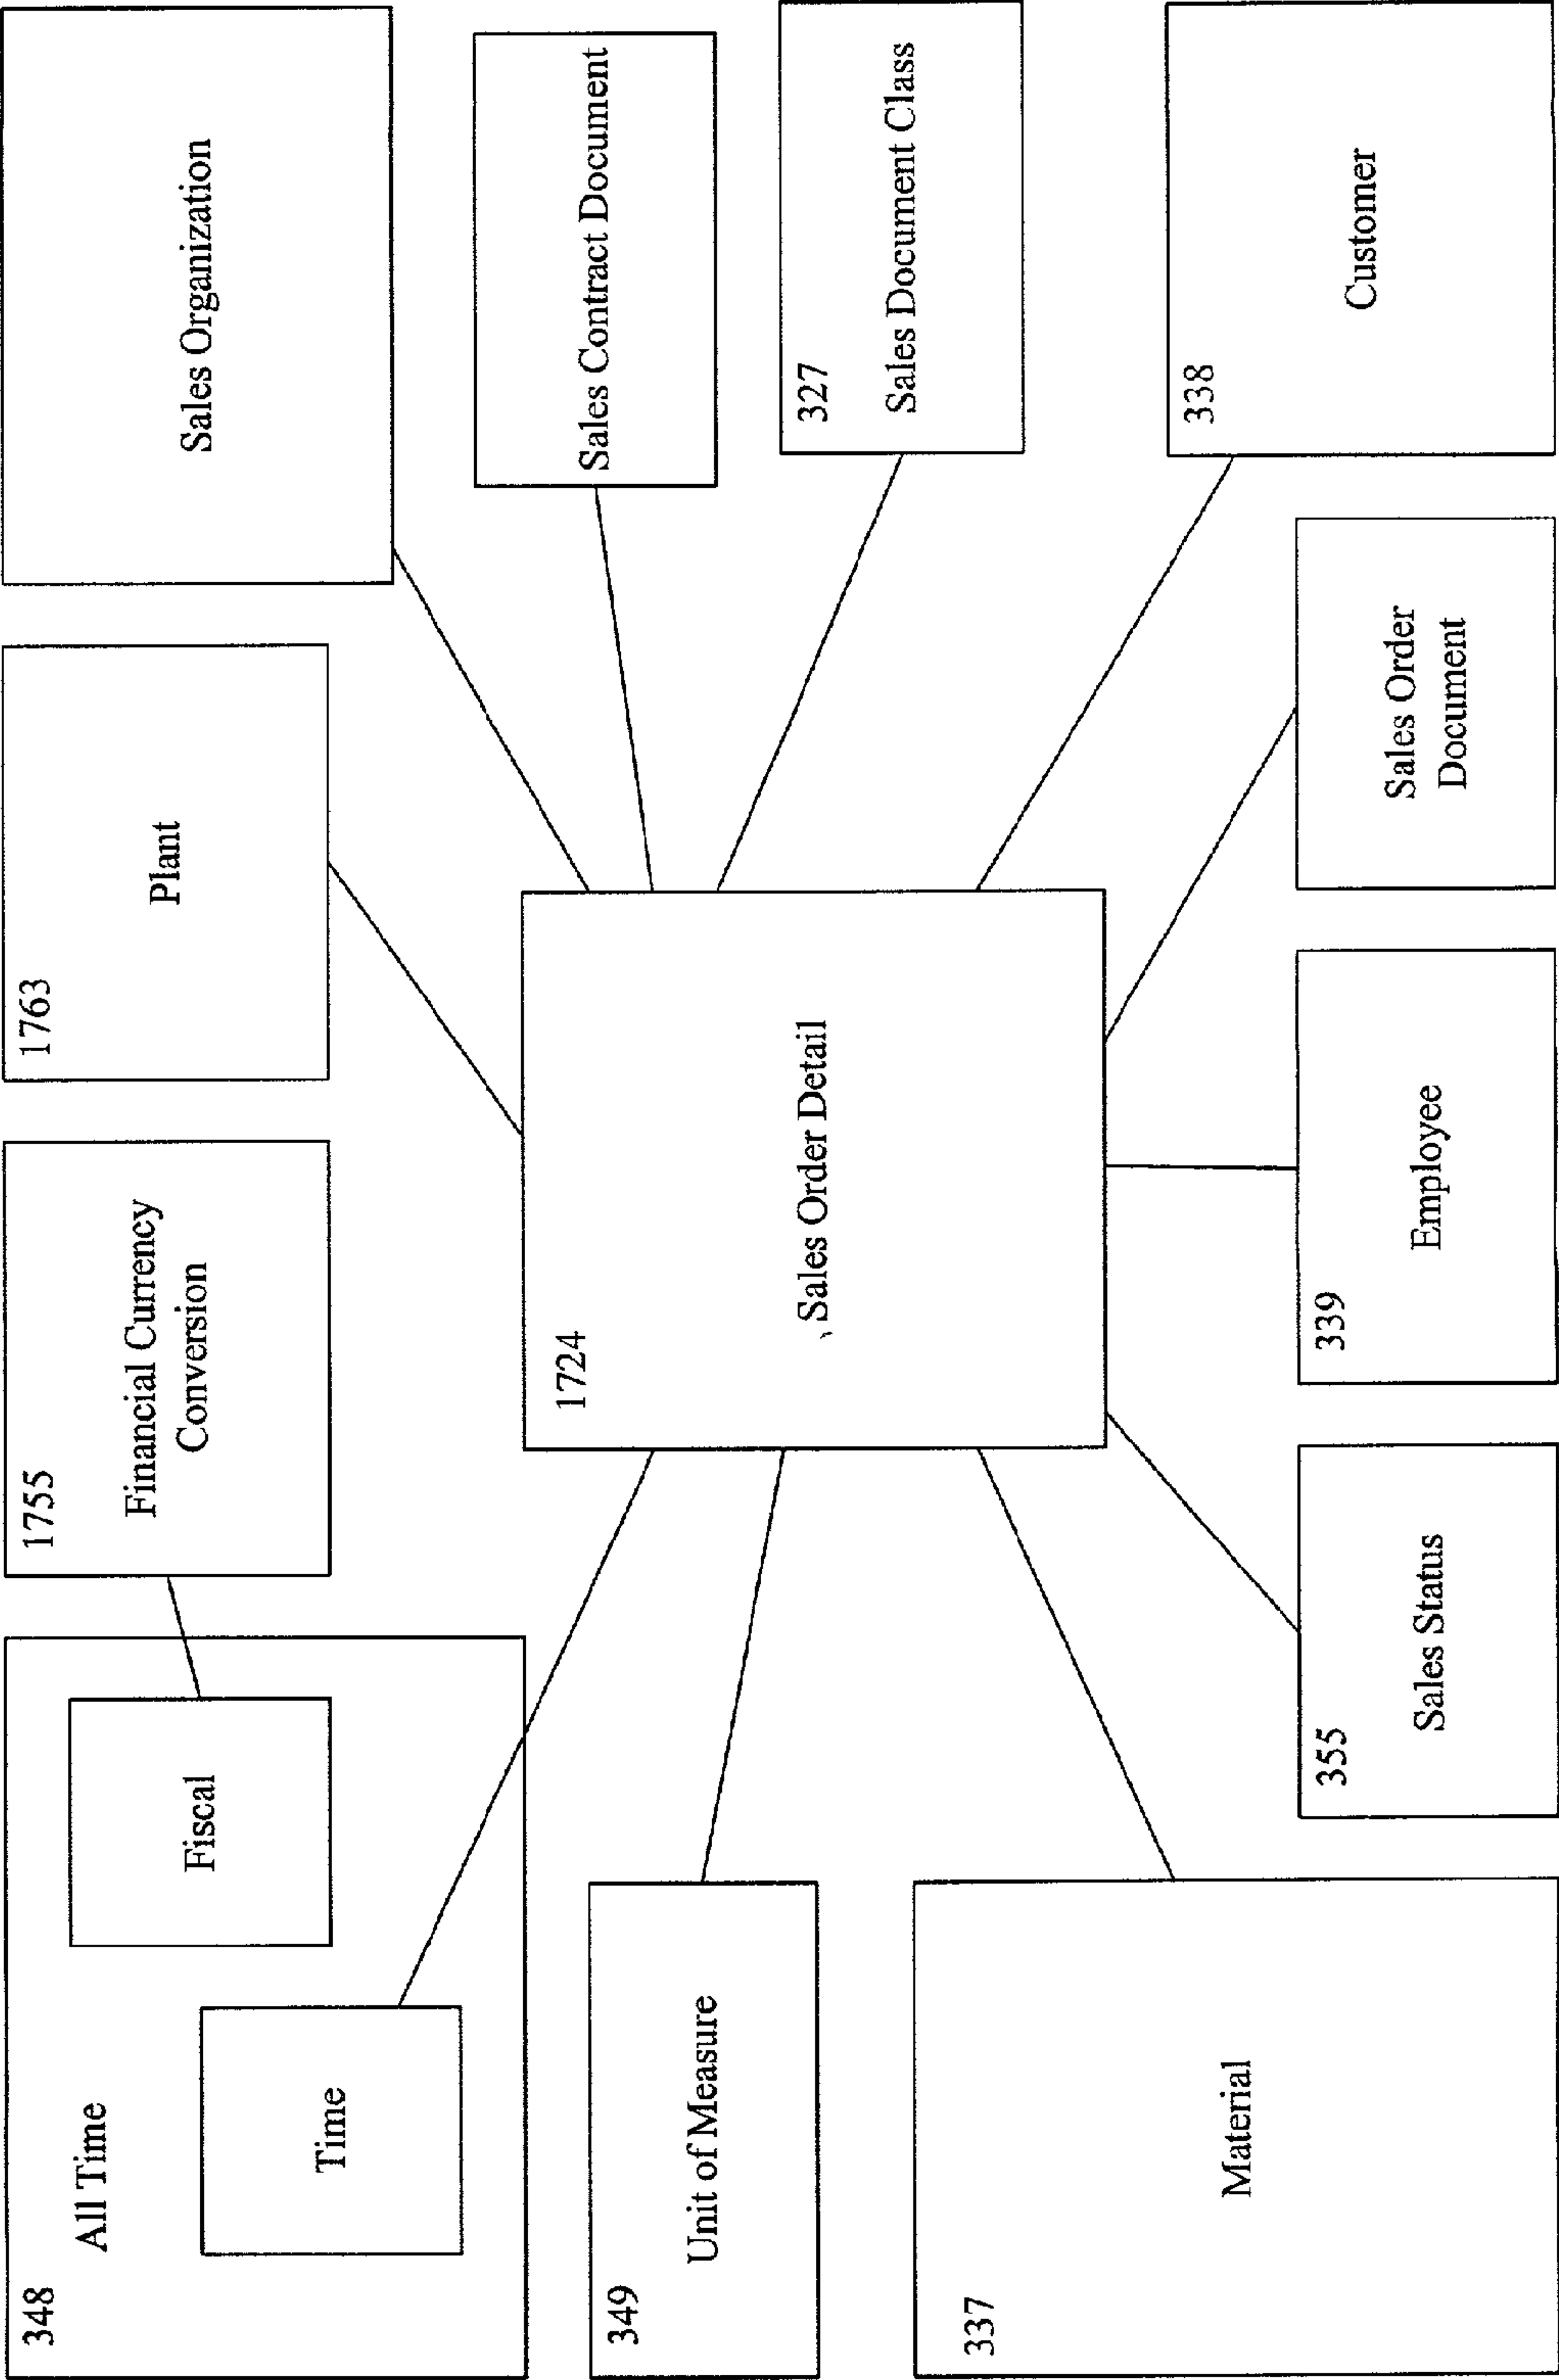 348
All Time
Time
Fiscal
1755
Financial Currency
Conversion
1763
Plant
Sales Organization
349
Unit of Measure
1724
Sales Order Detail
Sales Contract Document
327
Sales Document Class
337
Material
355
Sales Status
339
Employee
Sales Order
Document
338
Customer